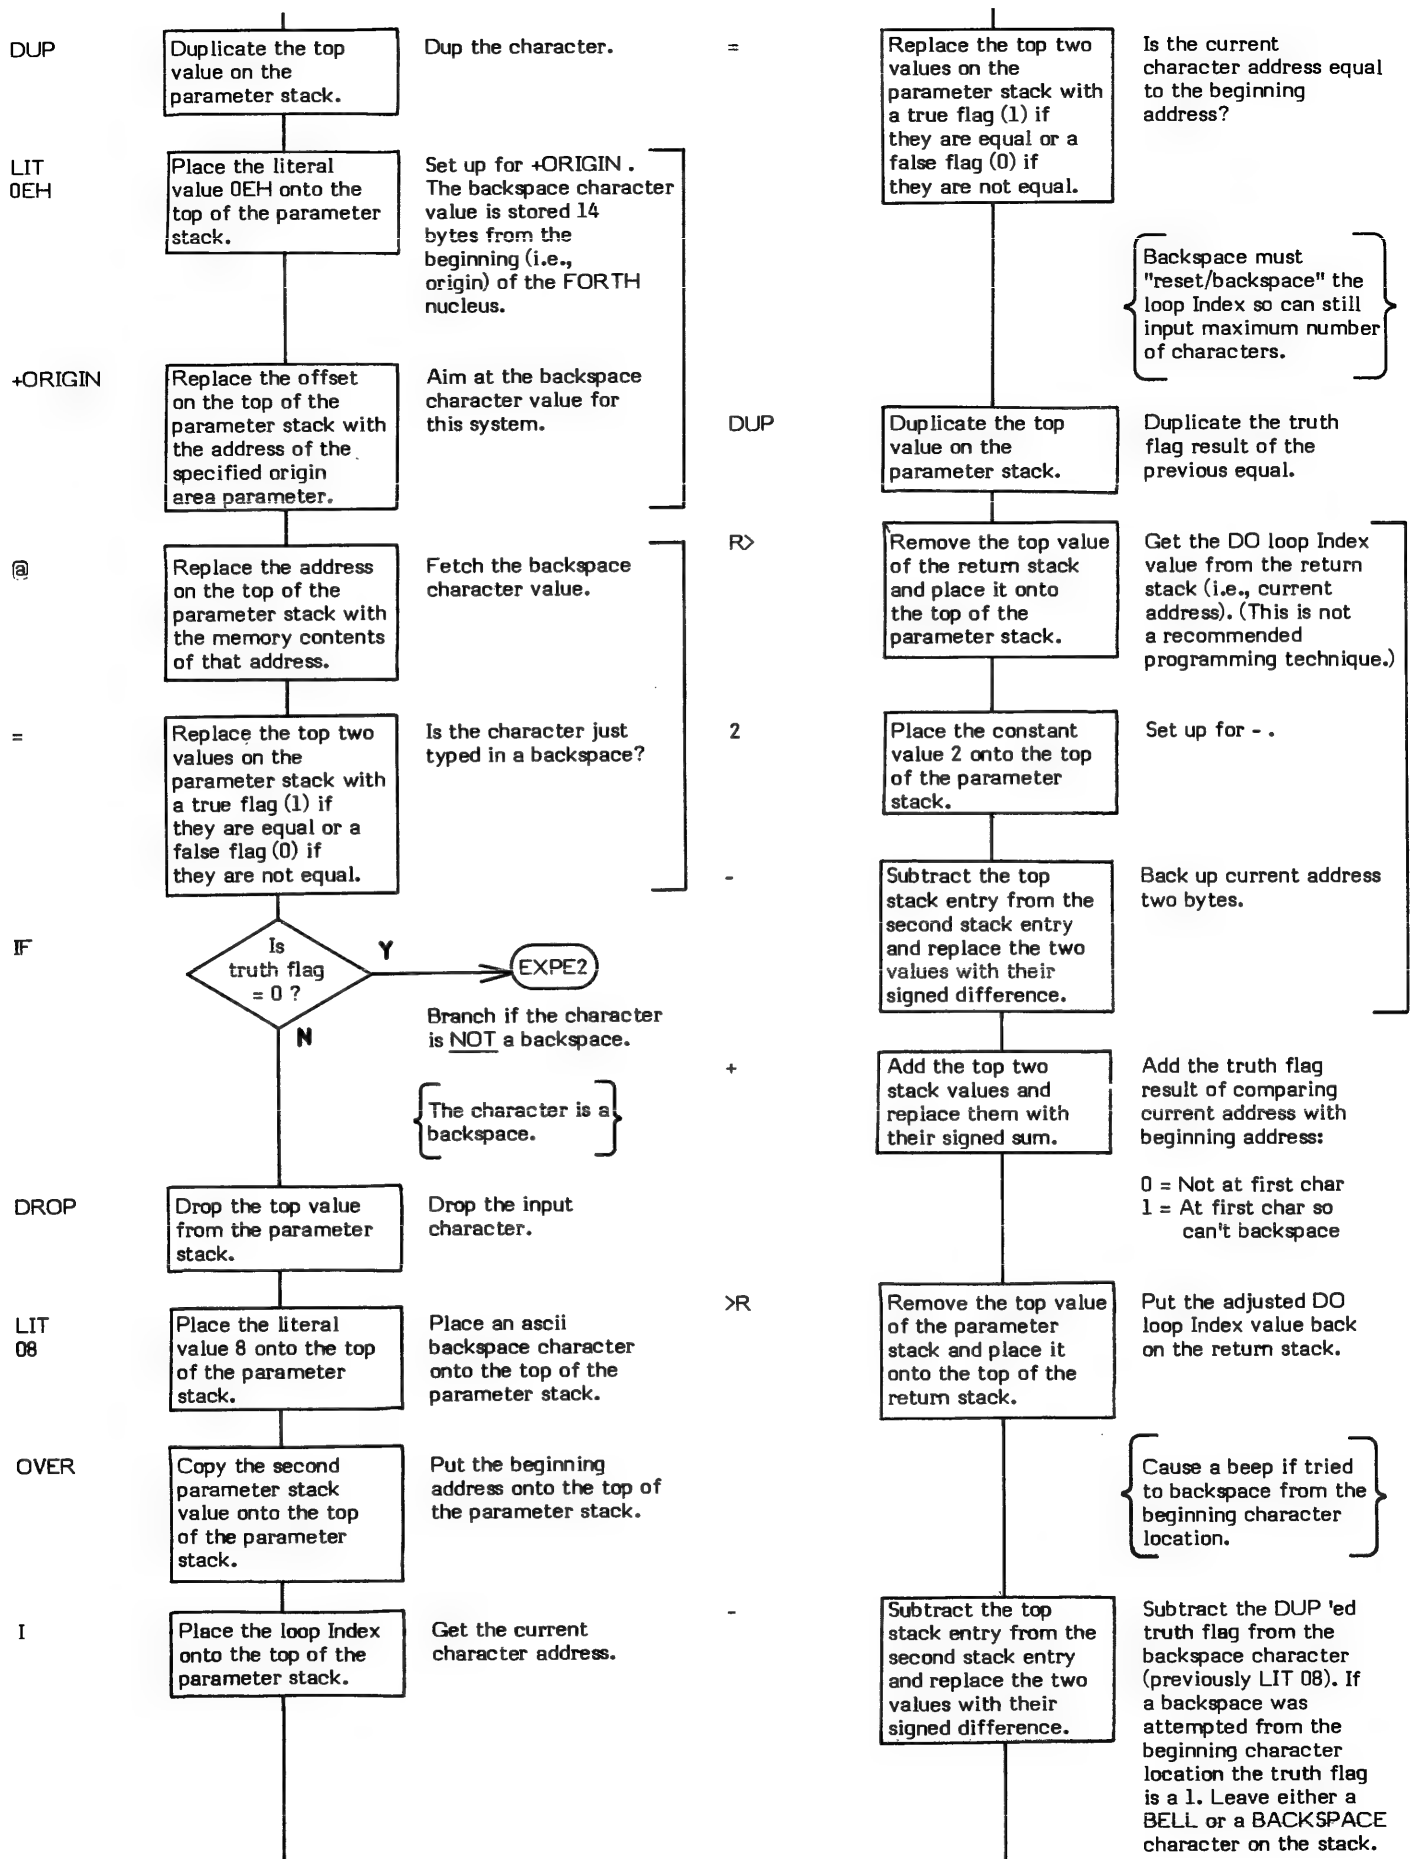 DUP
Duplicate the top
value on the
parameter stack.
Dup the character.
LIT
0EH
Place the literal
value 0EH onto the
top of the parameter
stack.
Set up for +ORIGIN .
The backspace character
value is stored 14
bytes from the
beginning (i.e.,
origin) of the FORTH
nucleus.
+ORIGIN
Replace the offset
on the top of the
parameter stack with
the address of the
specified origin
area parameter.
Aim at the backspace
character value for
this system.
@
Replace the address
on the top of the
parameter stack with
the memory contents
of that address.
Fetch the backspace
character value.
=
Replace the top two
values on the
parameter stack with
a true flag (1) if
they are equal or a
false flag (0) if
they are not equal.
Is the character just
typed in a backspace?
IF
Is
truth flag
= 0 ?
Y
EXPE2
N
Branch if the character
is NOT a backspace.
The character is a
backspace.
DROP
Drop the top value
from the parameter
stack.
Drop the input
character.
LIT
08
Place the literal
value 8 onto the top
of the parameter
stack.
Place an ascii
backspace character
onto the top of the
parameter stack.
OVER
Copy the second
parameter stack
value onto the top
of the parameter
stack.
Put the beginning
address onto the top of
the parameter stack.
I
Place the loop Index
onto the top of the
parameter stack.
Get the current
character address.
=
Replace the top two
values on the
parameter stack with
a true flag (1) if
they are equal or a
false flag (0) if
they are not equal.
Is the current
character address equal
to the beginning
address?
Backspace must
"reset/backspace" the
loop Index so can still
input maximum number
of characters.
DUP
Duplicate the top
value on the
parameter stack.
Duplicate the truth
flag result of the
previous equal.
R>
Remove the top value
of the return stack
and place it onto
the top of the
parameter stack.
Get the DO loop Index
value from the return
stack (i.e., current
address). (This is not
a recommended
programming technique.)
2
Place the constant
value 2 onto the top
of the parameter
stack.
Set up for - .
-
Subtract the top
stack entry from the
second stack entry
and replace the two
values with their
signed difference.
Back up current address
two bytes.
+
Add the top two
stack values and
replace them with
their signed sum.
Add the truth flag
result of comparing
current address with
beginning address:
0 = Not at first char
1 = At first char so
can't backspace
>R
Remove the top value
of the parameter
stack and place it
onto the top of the
return stack.
Put the adjusted DO
loop Index value back
on the return stack.
Cause a beep if tried
to backspace from the
beginning character
location.
-
Subtract the top
stack entry from the
second stack entry
and replace the two
values with their
signed difference.
Subtract the DUP 'ed
truth flag from the
backspace character
(previously LIT 08). If
a backspace was
attempted from the
beginning character
location the truth flag
is a 1. Leave either a
BELL or a BACKSPACE
character on the stack.